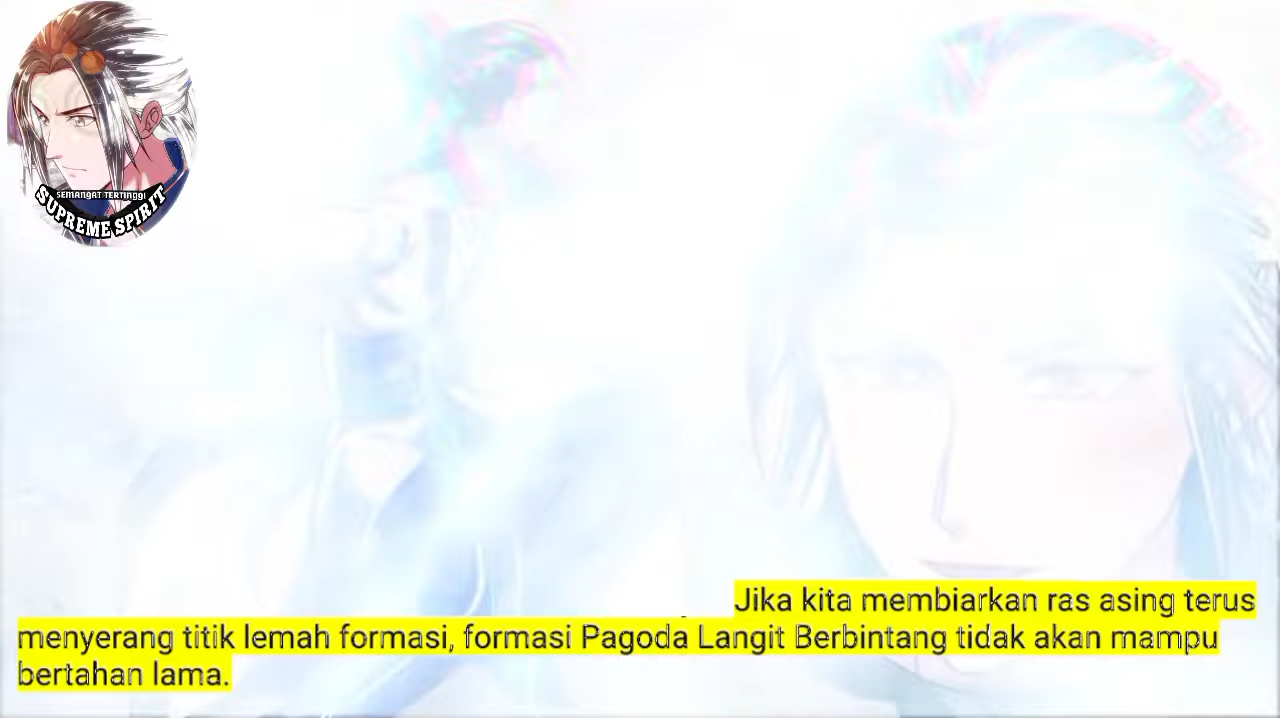 SEMANGAT TERTINGGI
SUPREME SPIRIT
Jika kita membiarkan ras asing terus
menyerang titik lemah formasi, formasi Pagoda Langit Berbintang tidak akan mampu
bertahan lama.